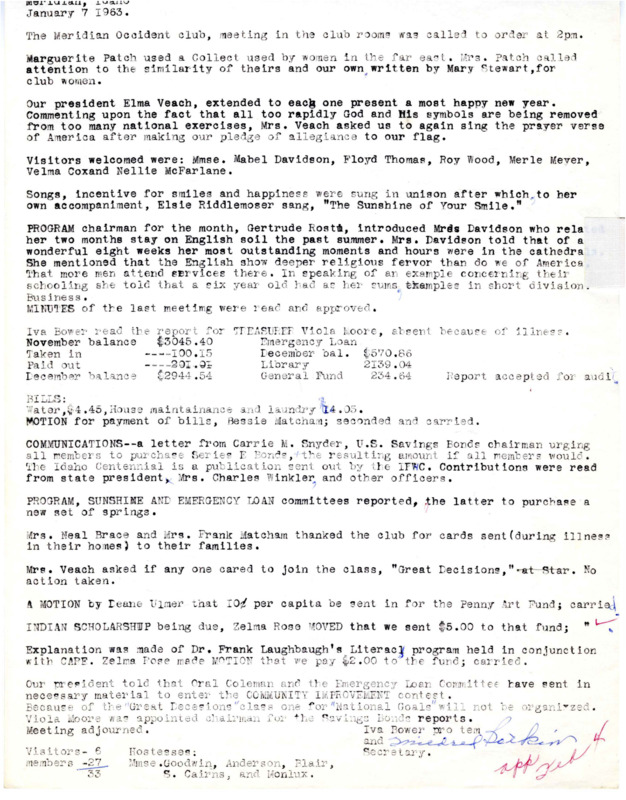 Meridian, Idaho
January 7 1963.
The Meridian Occident club, meeting in the club rooms was called to order at 2pm.
Marguerite Patch used a Collect used by women in the far east. Mrs. Patch called
attention to the similarity of theirs and our own, written by Mary Stewart,for
club women.
Our president Elma Veach, extended to each one present a most happy new year.
Commenting upon the fact that all too rapidly God and His symbols are being removed
from too many national exercises, Mrs. Veach asked us to again sing the prayer verse
of America after making our pledge of allegiance to our flag.
Visitors welcomed were: Mmse. Mabel Davidson, Floyd Thomas, Roy Wood, Merle Meyer,
Velma Coxand Nellie McFarlane.
Songs, incentive for smiles and happiness were sung in unison after which, to her
own accompaniment, Elsie Riddlemoser sang, "The Sunshine of Your Smile."
PROGRAM chairman for the month, Gertrude Rosta, introduced Mrs Davidson who rela
her two months stay on English soil the past summer. Mrs. Davidson told that of a
wonderful eight weeks her most outstanding moments and hours were in the cathedra s.
She mentioned that the English show deeper religious fervor than do we of America
That more men attend services there. In speaking of an example concerning their
schooling she told that a six year old had as her sums, examples in short division.
Business.
MINUTES of the last meeting were read and approved.
Iva Bower read the report for TREASURER Viola Moore, absent because of illness.
November balance $3045.40 Emergency Loan
Taken in ----100.15 December bal. $570.86
Paid out ----201.01 Library 2139.04
December balance $2944.54 General Fund 234.64 Report accepted for audit
BILLS:
Water,$4.45,House maintainance and laundry $14.05.
MOTION for payment of bills, Bessie Matcham; seconded and carried.
COMMUNICATIONS--a letter from Carrie M. Snyder, U.S. Savings Bonds chairman urging
all members to purchase Series E Bonds, the resulting amount if all members would.
The Idaho Centennial is a publication sent out by the IFWC. Contributions were read
from state president, Mrs. Charles Winkler, and other officers.
PROGRAM, SUNSHINE AND EMERGENCY LOAN committees reported, the latter to purchase a
new set of springs.
Mrs. Neal Brace and Mrs. Frank Matcham thanked the club for cards sent(during illness
in their homes) to their families.
Mrs. Veach asked if any one cared to join the class, "Great Decisions,"-at Star. No
action taken.
A MOTION by Deane Ulmer that 10¢ per capita be sent in for the Penny Art Fund; carried
INDIAN SCHOLARSHIP being due, Zelma Rose MOVED that we sent $5.00 to that fund; "
Explanation was made of Dr. Frank Laughbaugh's Literacy program held in conjunction
with CARE. Zelma Rose made MOTION that we pay $2.00 to the fund; carried.
Our president told that Oral Coleman and the Emergency Loan Committee have sent in
necessary material to enter the COMMUNITY IMPROVEMENT contest.
Because of the"Great Decesions"class one for"National Goals"will not be organized.
Viola Moore was appointed chairman for the Savings Bonds reports.
Meeting adjourned. Iva Bower pro tem
and Mildred Perkin
Secretary.
Visitors- 6 Hostesses:
members -27 Mmse.Goodwin, Anderson, Blair,
33 S. Cairns, and Monlux.
app Feb 4